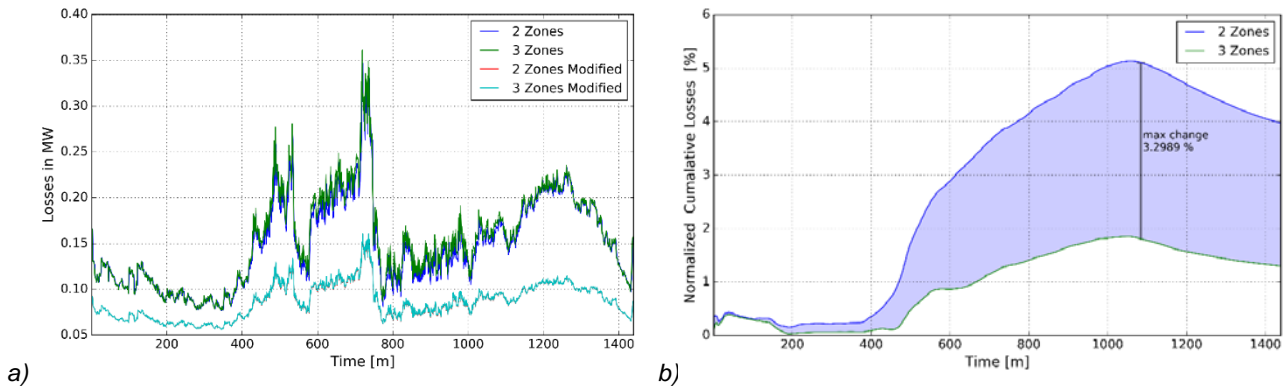 0.40
0.35
0.30
0.25
0.20
0.15
0.10
0.05
Losses in MW
2 Zones
3 Zones
2 Zones Modified
3 Zones Modified
200
400
600
800
1000
1200
1400
Time [m]
a)
6
5
4
3
2
1
0
Normalized Cumalative Losses [%]
2 Zones
3 Zones
max change
3.2989 %
200
400
600
800
1000
1200
1400
Time [m]
b)